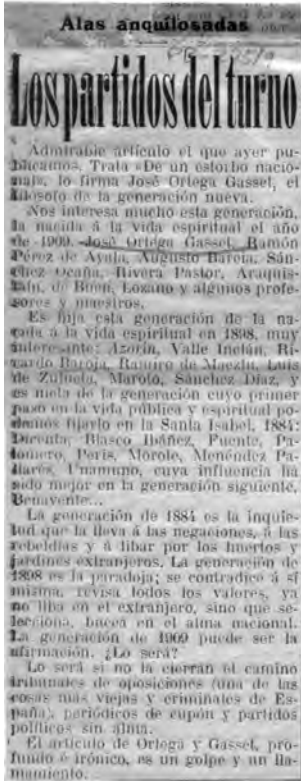 Alas anquilosadas
Los partidos del turno
Admirable artículo el que ayer pu-
blicamos. Trata «De un estorbo nacio-
nal», lo firma José Ortega Gasset, el
filósofo de la generación nueva.
Nos interesa mucho esta generación,
la nacida á la vida espiritual el año
de 1909. José Ortega Gasset, Ramón
Pérez de Ayala, Augusto Barcia, Sán-
chez Ocaña, Rivera Pastor, Araquis-
tain, de Buen, Lozano y algunos profe-
sores y maestros.
Es hija esta generación de la na-
cida á la vida espiritual en 1898, muy
interesante: Azorín, Valle Inclán, Ri-
cardo Baroja, Ramiro de Maeztu, Luis
de Zulueta, Maroto, Sánchez Díaz, y
es nieta de la generación cuyo primer
paso en la vida pública y espiritual po-
demos fijarlo en la Santa Isabel, 1884:
Dicenta, Blasco Ibáñez, Fuente, Pa-
lomero, Paris, Morote, Menéndez Pa-
llarés, Unamuno, cuya influencia ha
sido mejor en la generación siguiente,
Benavente...
La generación de 1884 es la inquie-
tud que la lleva á las negaciones, á las
rebeldías y á libar por los huertos y
jardines extranjeros. La generación de
1898 es la paradoja; se contradice á sí
misma, revisa todos los valores, ya
no liba en el extranjero, sino que se-
lecciona, bucea en el alma nacional.
La generación de 1909 puede ser la
afirmación. ¿Lo será?
Lo será si no la cierran el camino
tribunales de oposiciones (una de las
cosas más viejas y criminales de Es-
paña), periódicos de cupón y partidos
políticos sin alma.
El artículo de Ortega y Gasset, pro-
fundo é irónico, es un golpe y un lla-
mamiento.